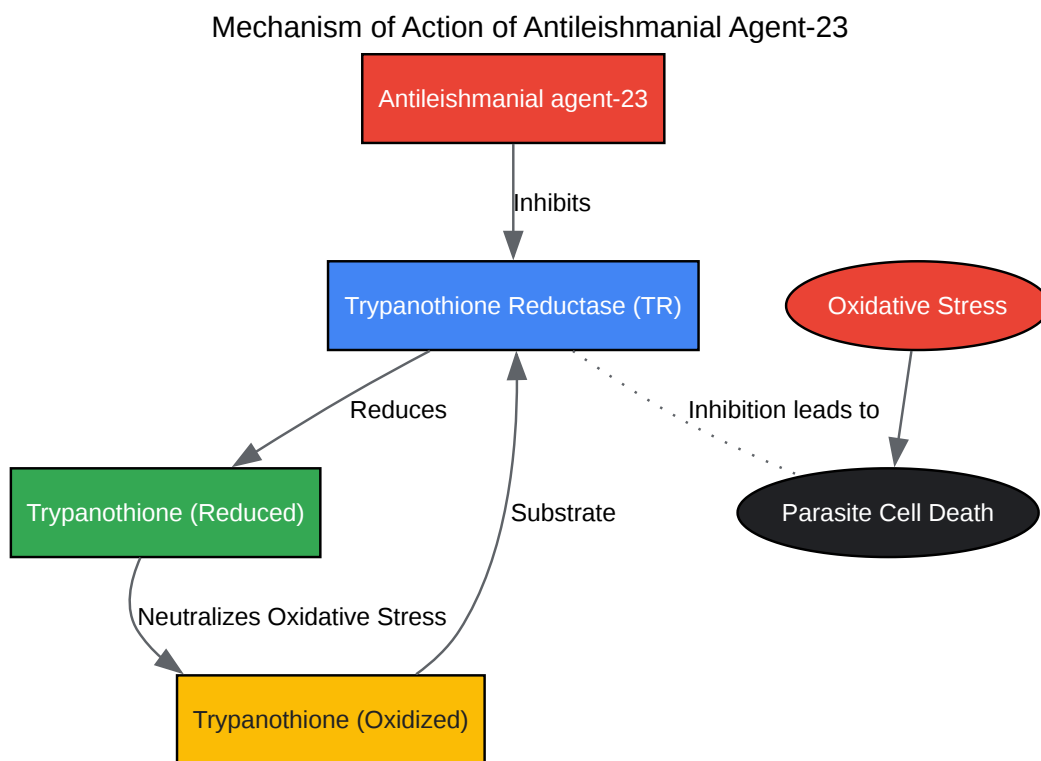 Mechanism of Action of Antileishmanial Agent-23
Antileishmanial agent-23
Inhibits
Trypanothione Reductase (TR)
Oxidative Stress
Reduces
Inhibition leads to
Trypanothione (Reduced)
Substrate
Parasite Cell Death
Neutralizes Oxidative Stress
Trypanothione (Oxidized)